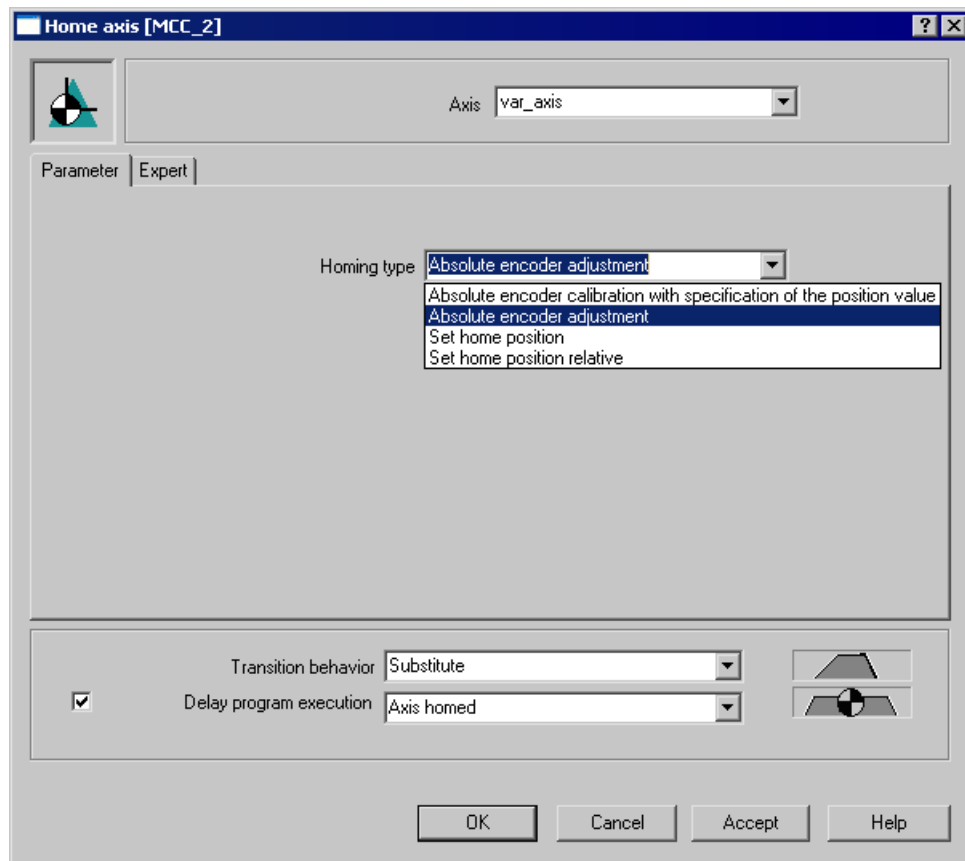 Home axis [MCC_2]
Axis var_axis
Parameter Expert
Homing type Absolute encoder adjustment
Absolute encoder calibration with specification of the position value
Absolute encoder adjustment
Set home position
Set home position relative
Transition behavior Substitute
Delay program execution Axis homed
OK Cancel Accept Help